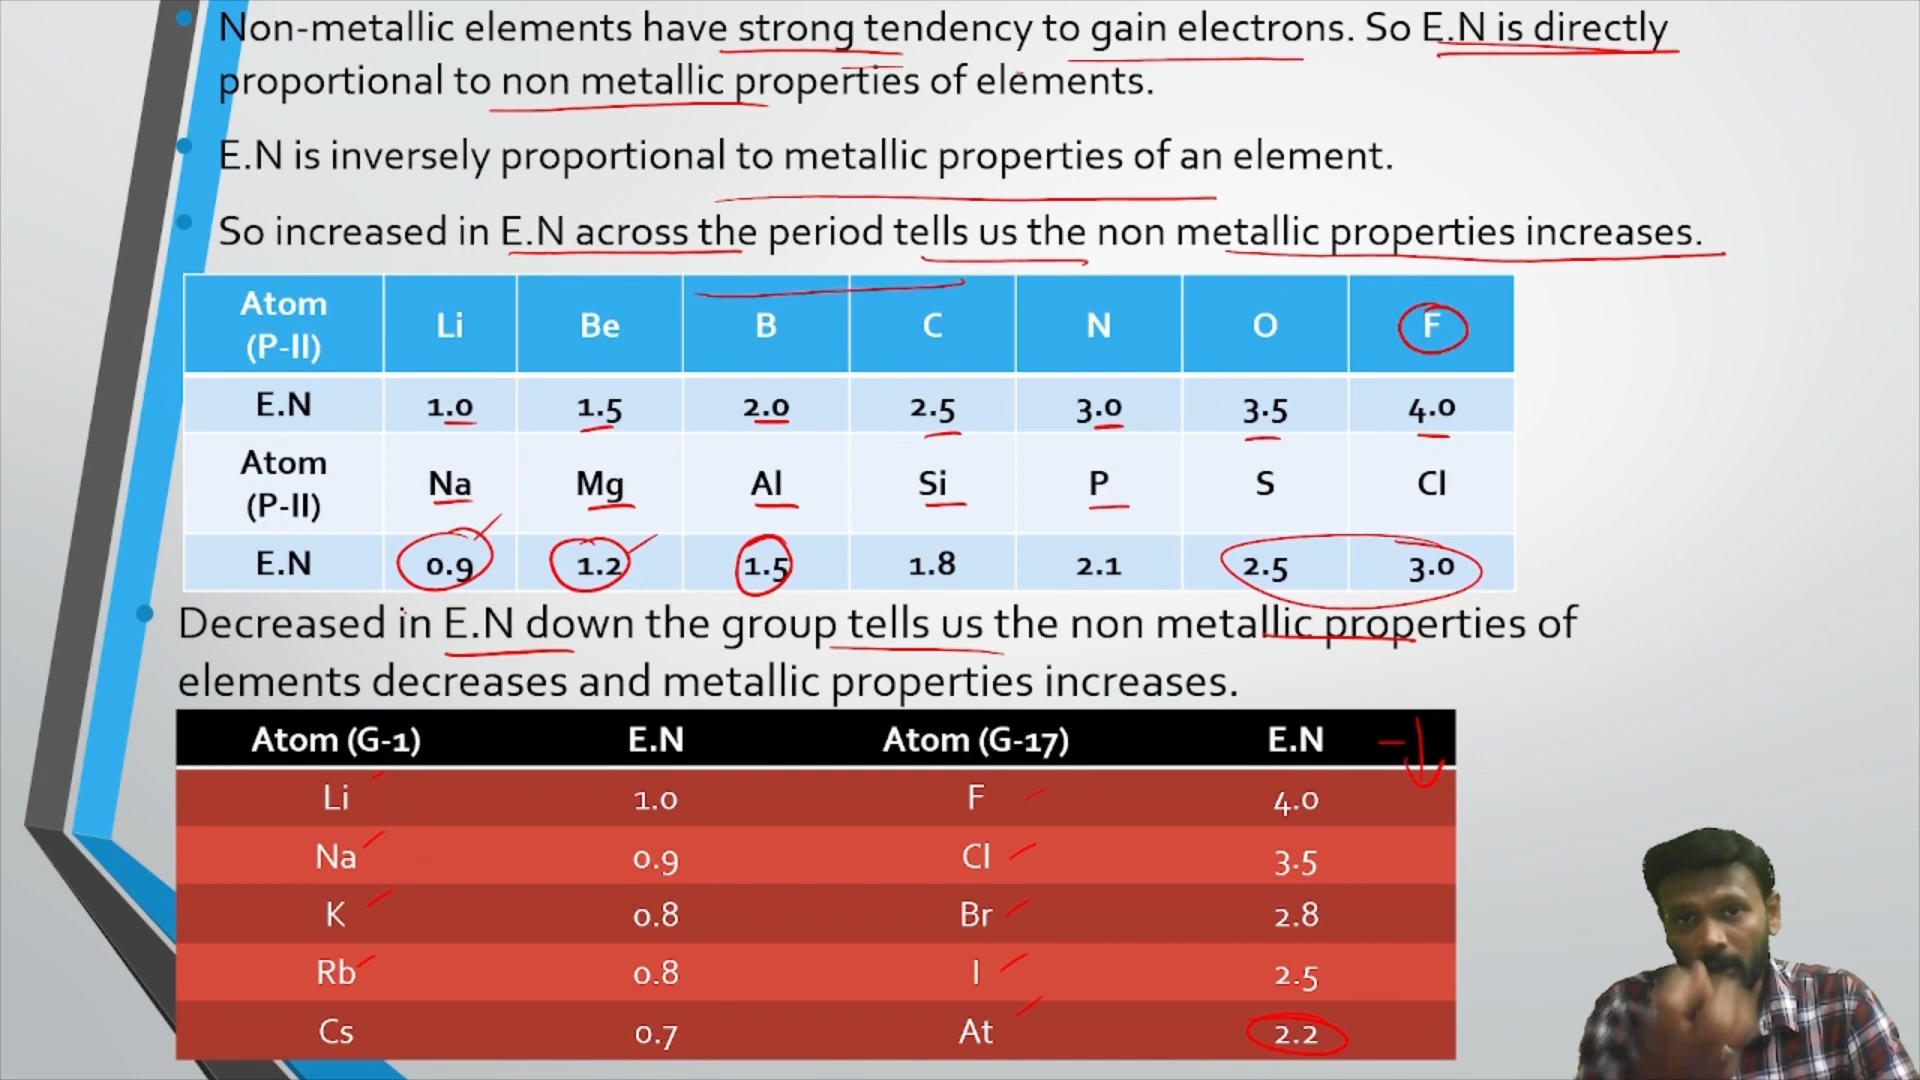 Non-metallic elements have strong tendency to gain electrons. So E.N is directly
proportional to non metallic properties of elements.
E.N is inversely proportional to metallic properties of an element.
So increased in E.N across the period tells us the non metallic properties increases.
Atom (P-II) Li Be B C N O F
E.N 1.0 1.5 2.0 2.5 3.0 3.5 4.0
Atom (P-II) Na Mg Al Si P S Cl
E.N 0.9 1.2 1.5 1.8 2.1 2.5 3.0
Decreased in E.N down the group tells us the non metallic properties of
elements decreases and metallic properties increases.
Atom (G-1) E.N Atom (G-17) E.N
Li 1.0 F 4.0
Na 0.9 Cl 3.5
K 0.8 Br 2.8
Rb 0.8 I 2.5
Cs 0.7 At 2.2